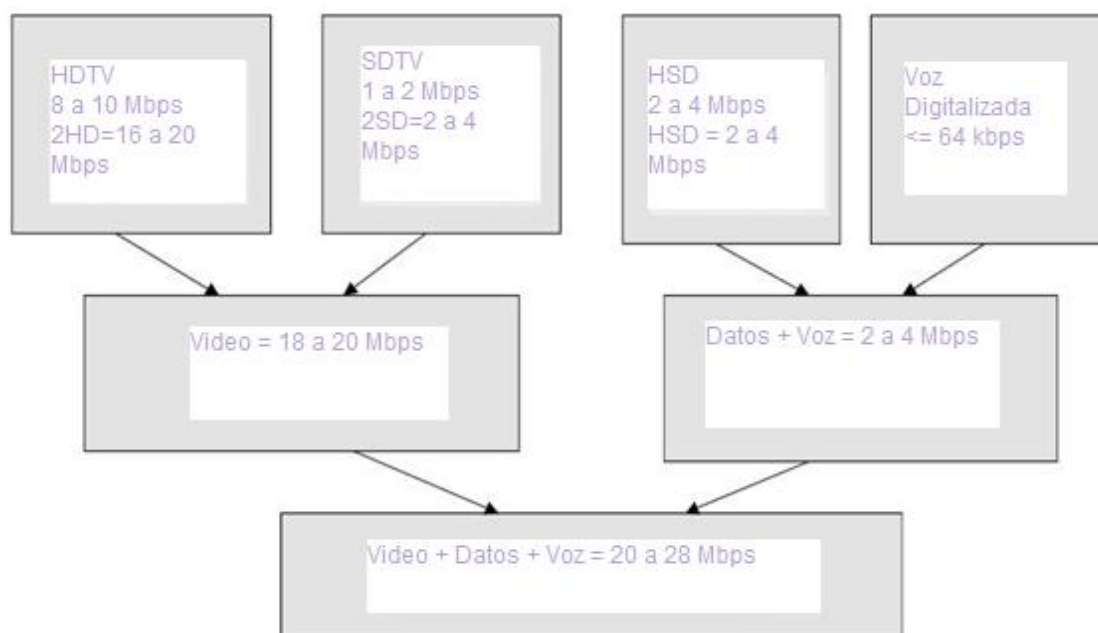 HDTV
8 a 10 Mbps
2HD=16 a 20
Mbps
SDTV
1 a 2 Mbps
2SD=2 a 4
Mbps
HSD
2 a 4 Mbps
HSD = 2 a 4
Mbps
Voz
Digitalizada
<= 64 kbps
Video = 18 a 20 Mbps
Datos + Voz = 2 a 4 Mbps
Video + Datos + Voz = 20 a 28 Mbps